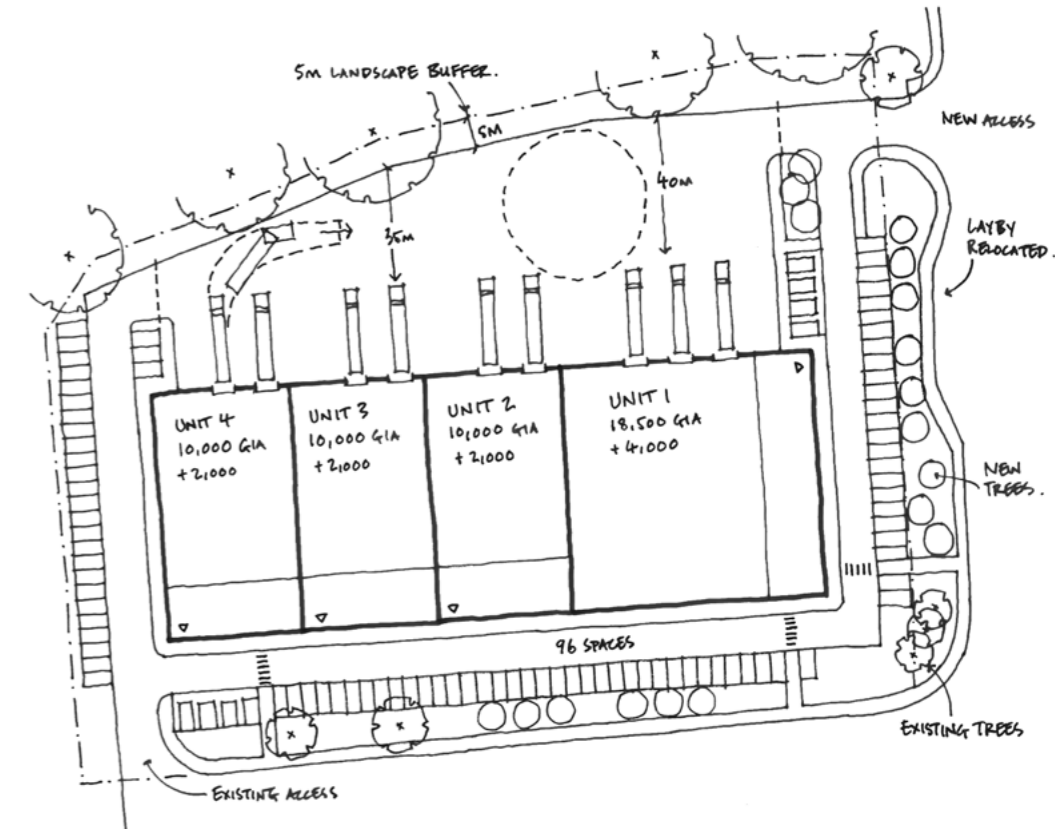 5M LANDSCAPE BUFFER.
5M
NEW ACCESS
40M
35M
LAYBY
RELOCATED.
UNIT 4
10,000 GIA
+2,000
UNIT 3
10,000 GIA
+2,000
UNIT 2
10,000 GIA
+2,000
UNIT 1
18,500 GIA
+4,000
NEW
TREES.
96 SPACES
EXISTING TREES
EXISTING ACCESS